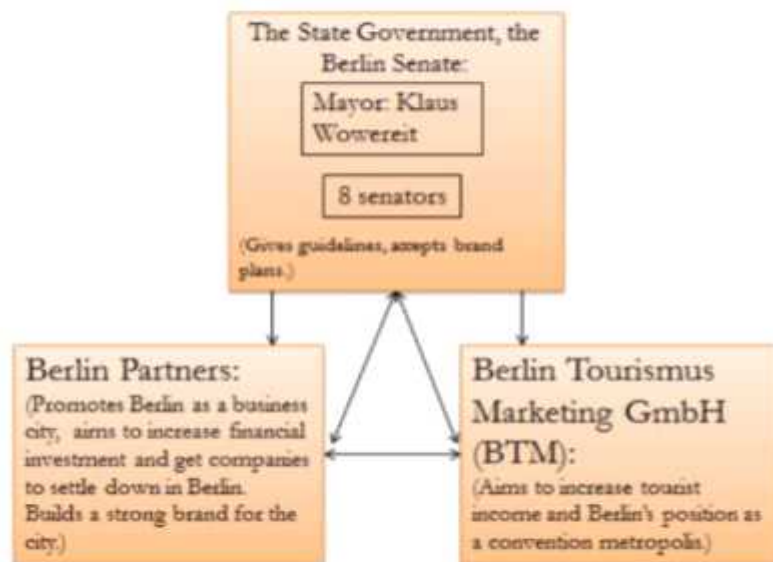 The State Government, the
Berlin Senate:
Mayor: Klaus
Wowereit
8 senators
(Gives guidelines, accepts brand
plans.)
Berlin Partners:
(Promotes Berlin as a business
city, aims to increase financial
investment and get companies
to settle down in Berlin.
Builds a strong brand for the
city.)
Berlin Tourismus
Marketing GmbH
(BTM):
(Aims to increase tourist
income and Berlin's position as
a convention metropolis.)